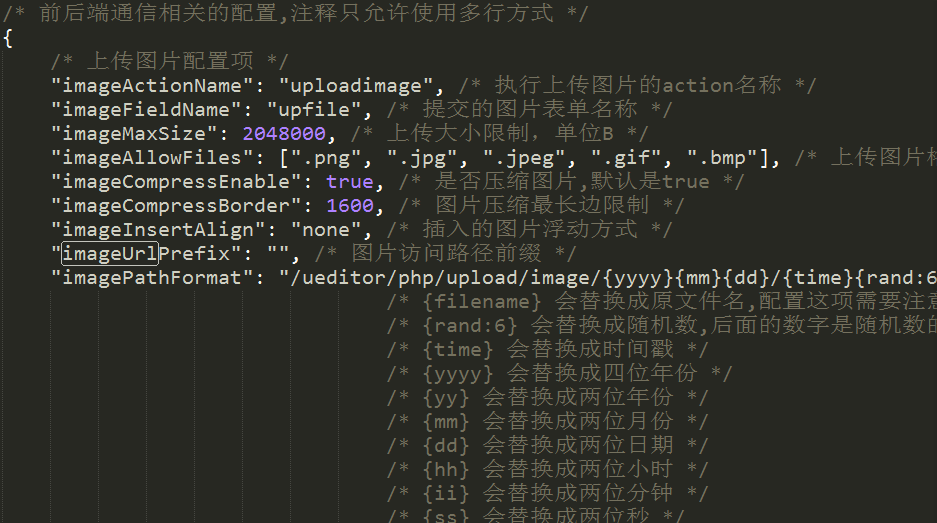 /* 前后端通信相关的配置,注释只允许使用多行方式 */
{
/* 上传图片配置项 */
"imageActionName": "uploadimage", /* 执行上传图片的action名称 */
"imageFieldName": "upfile", /* 提交的图片表单名称 */
"imageMaxSize": 2048000, /* 上传大小限制，单位B */
"imageAllowFiles": [".png", ".jpg", ".jpeg", ".gif", ".bmp"], /* 上传图片
"imageCompressEnable": true, /* 是否压缩图片,默认是true */
"imageCompressBorder": 1600, /* 图片压缩最长边限制 */
"imageInsertAlign": "none", /* 插入的图片浮动方式 */
"imageUrlPrefix": "", /* 图片访问路径前缀 */
"imagePathFormat": "/ueditor/php/upload/image/{yyyy}{mm}{dd}/{time}{rand:6
/* {filename} 会替换成原文件名,配置这项需要注意
/* {rand:6} 会替换成随机数,后面的数字是随机数的
/* {time} 会替换成时间戳 */
/* {yyyy} 会替换成四位年份 */
/* {yy} 会替换成两位年份 */
/* {mm} 会替换成两位月份 */
/* {dd} 会替换成两位日期 */
/* {hh} 会替换成两位小时 */
/* {ii} 会替换成两位分钟 */
/* {ss} 会替换成两位秒 */